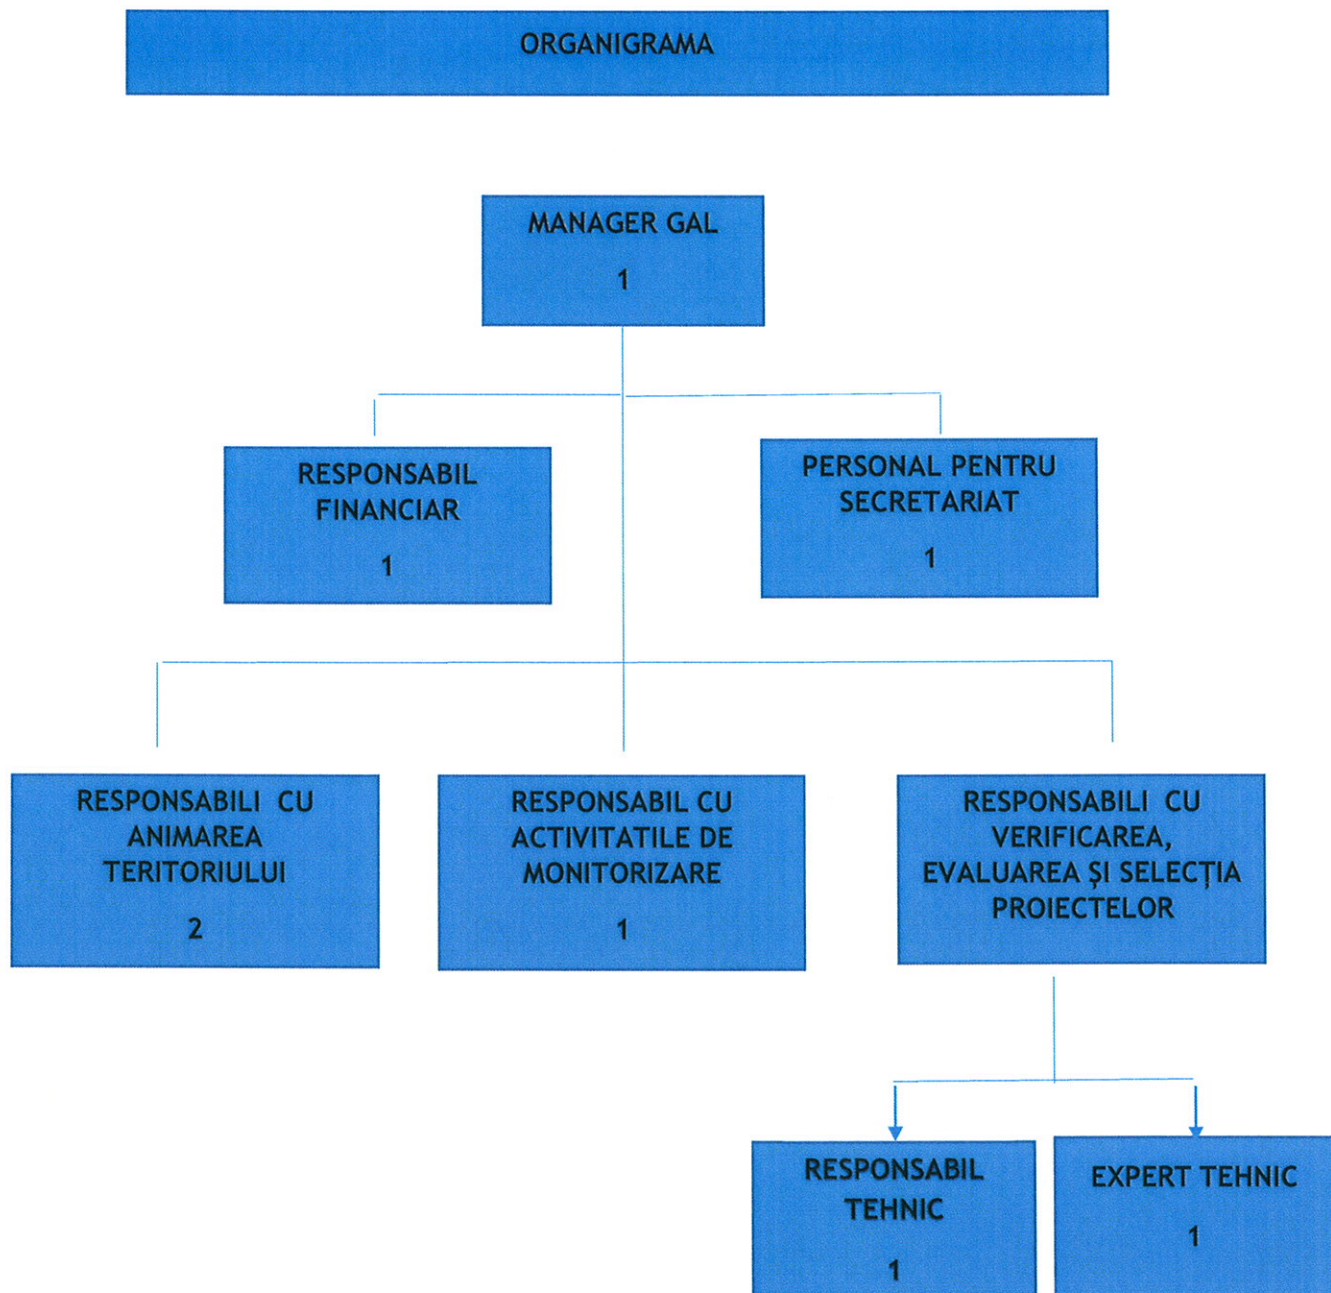 ORGANIGRAMA
MANAGER GAL
1
RESPONSABIL
FINANCIAR
1
PERSONAL PENTRU
SECRETARIAT
1
RESPONSABILI CU
ANIMAREA
TERITORIULUI
2
RESPONSABIL CU
ACTIVITATILE DE
MONITORIZARE
1
RESPONSABILI CU
VERIFICAREA,
EVALUAREA ȘI SELECȚIA
PROIECTELOR
RESPONSABIL
TEHNIC
1
EXPERT TEHNIC
1